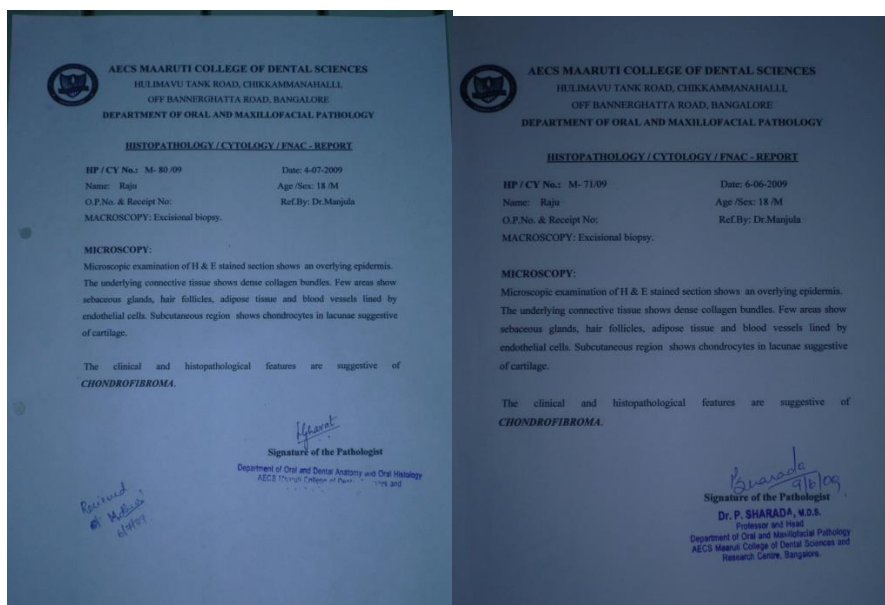 AECS MAARUTI COLLEGE OF DENTAL SCIENCES
HULIMAVU TANK ROAD, CHIKKAMMANAHALLI,
OFF BANNERGHATTA ROAD, BANGALORE
DEPARTMENT OF ORAL AND MAXILLOFACIAL PATHOLOGY
HISTOPATHOLOGY / CYTOLOGY / FNAC - REPORT
HP / CY No.: M- 80 /09 Date: 4-07-2009
Name: Raju Age /Sex: 18 /M
O.P.No. & Receipt No: Ref.By: Dr.Manjula
MACROSCOPY: Excisional biopsy.
MICROSCOPY:
Microscopic examination of H & E stained section shows an overlying epidermis.
The underlying connective tissue shows dense collagen bundles. Few areas show
sebaceous glands, hair follicles, adipose tissue and blood vessels lined by
endothelial cells. Subcutaneous region shows chondrocytes in lacunae suggestive
of cartilage.
The clinical and histopathological features are suggestive of
CHONDROFIBROMA.
Signature of the Pathologist
Department of Oral and Dental Anatomy and Oral Histology
AECS College of and
Received
AECS MAARUTI COLLEGE OF DENTAL SCIENCES
HULIMAVU TANK ROAD, CHIKKAMMANAHALLI,
OFF BANNERGHATTA ROAD, BANGALORE
DEPARTMENT OF ORAL AND MAXILLOFACIAL PATHOLOGY
HISTOPATHOLOGY / CYTOLOGY / FNAC - REPORT
HP / CY No.: M- 71/09 Date: 6-06-2009
Name: Raju Age /Sex: 18 /M
O.P.No. & Receipt No: Ref.By: Dr.Manjula
MACROSCOPY: Excisional biopsy.
MICROSCOPY:
Microscopic examination of H & E stained section shows an overlying epidermis.
The underlying connective tissue shows dense collagen bundles. Few areas show
sebaceous glands, hair follicles, adipose tissue and blood vessels lined by
endothelial cells. Subcutaneous region shows chondrocytes in lacunae suggestive
of cartilage.
The clinical and histopathological features are suggestive of
CHONDROFIBROMA.
Sharada
9/6/09
Signature of the Pathologist
Dr. P. SHARADA, M.D.S.
Professor and Head
Department of Oral and Maxillofacial Pathology
AECS Maaruti College of Dental Sciences and
Research Centre, Bangalore.